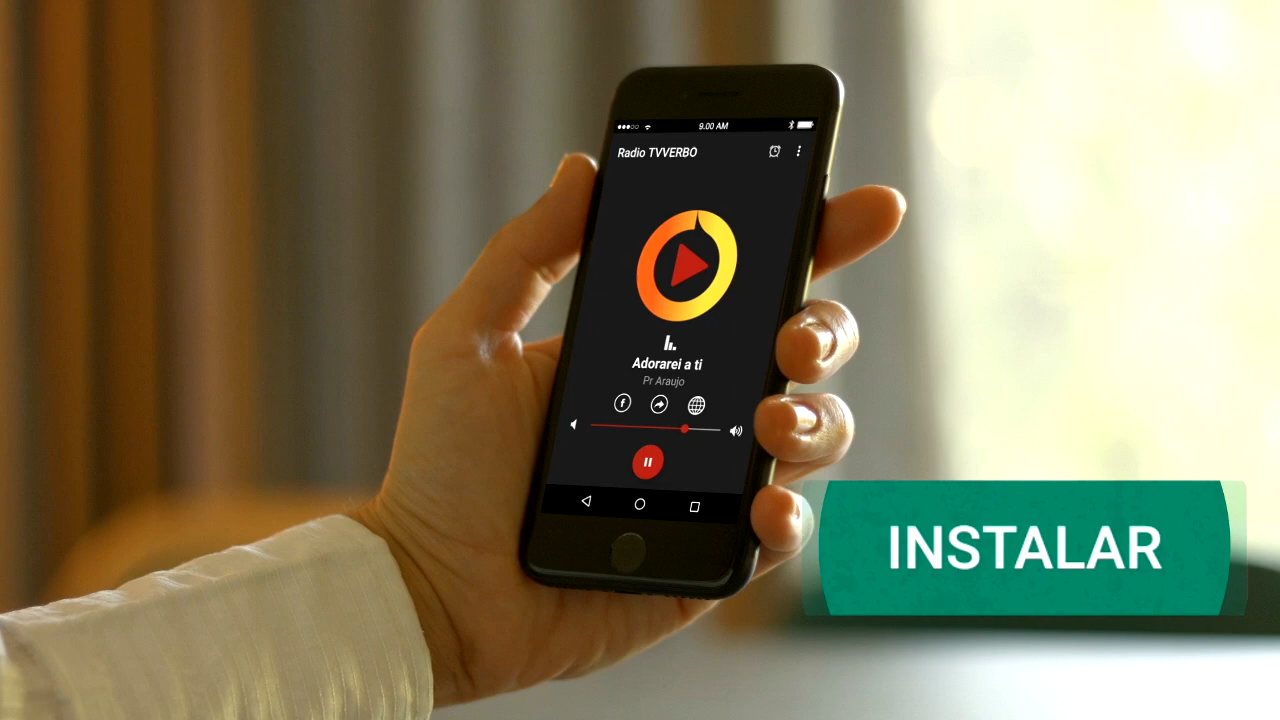 9.00 AM
Radio TVVERBO
Adorarei a ti
Pr Araujo
INSTALAR